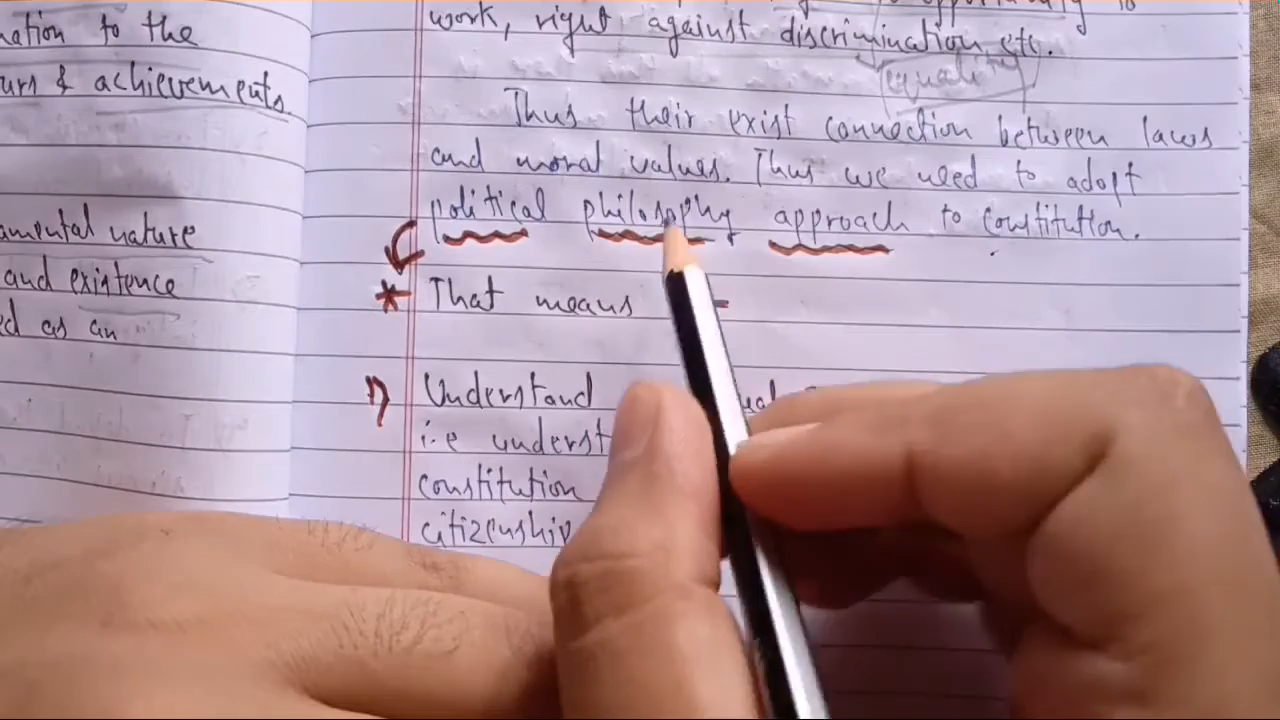 nation to the
urs & achievements.
amental nature
and existence
ed as an
work, right against discrimination, etc.
equality
Thus their exist connection between laws
and moral values. Thus we need to adopt
political philosophy approach to constitution.
* That means -
1) Understand
i.e underst
constitution
citizenship